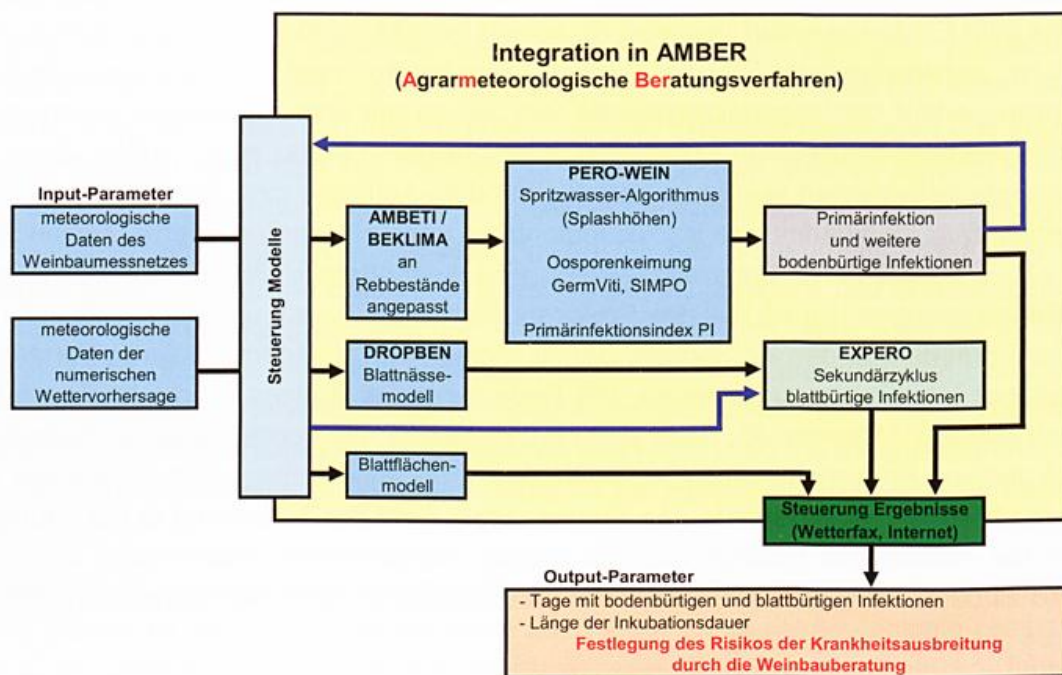 Integration in AMBER
(Agrarmeteorologische Beratungsverfahren)
Input-Parameter
meteorologische
Daten des
Weinbaumessnetzes
meteorologische
Daten der
numerischen
Wettervorhersage
Steuerung Modelle
AMBETI /
BEKLIMA
an
Rebbestände
angepasst
PERO-WEIN
Spritzwasser-Algorithmus
(Splashhöhen)
Oosporenkeimung
GermViti, SIMPO
Primärinfektionsindex PI
Primärinfektion
und weitere
bodenbürtige Infektionen
DROPBEN
Blattnässe-
modell
EXPERO
Sekundärzyklus
blattbürtige Infektionen
Blattflächen-
modell
Steuerung Ergebnisse
(Wetterfax, Internet)
Output-Parameter
- Tage mit bodenbürtigen und blattbürtigen Infektionen
- Länge der Inkubationsdauer
Festlegung des Risikos der Krankheitsausbreitung
durch die Weinbauberatung